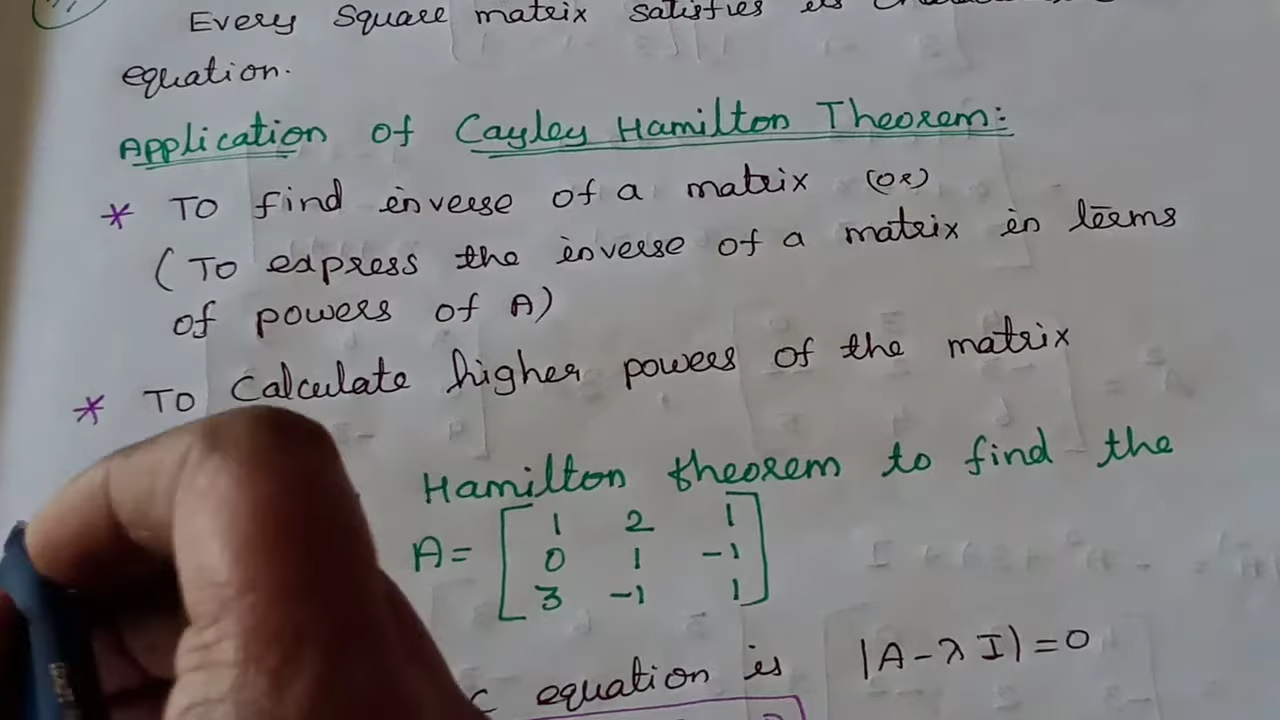 Every Square matrix satisfies its
equation.
Application of Cayley Hamilton Theorem:
* To find inverse of a matrix (OR)
(To express the inverse of a matrix in terms
of powers of A)
* To Calculate higher powers of the matrix
Hamilton theorem to find the
A = [ 1 2 1
0 1 -1
3 -1 1 ]
equation is |A-λI|=0